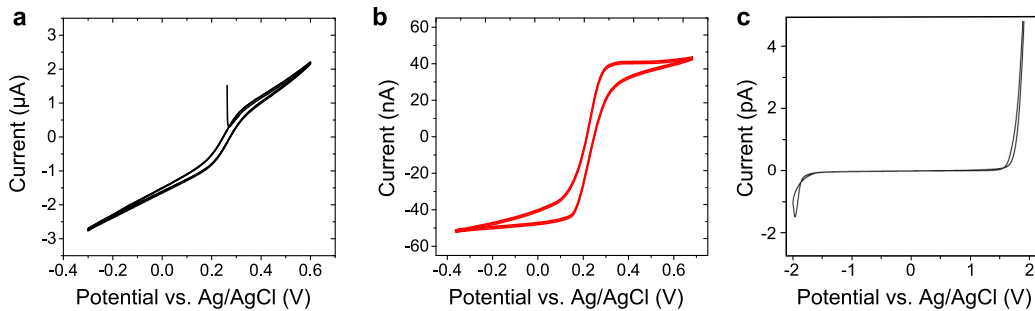 a
3
2
1
0
-1
-2
-3
Current (µA)
-0.4 -0.2 0.0 0.2 0.4 0.6
Potential vs. Ag/AgCl (V)
b
60
40
20
0
-20
-40
-60
Current (nA)
0.0 0.2 0.4 0.6
-0.4 -0.2
Potential vs. Ag/AgCl (V)
c
4
2
0
-2
Current (pA)
-2 -1 0 1 2
Potential vs. Ag/AgCl (V)